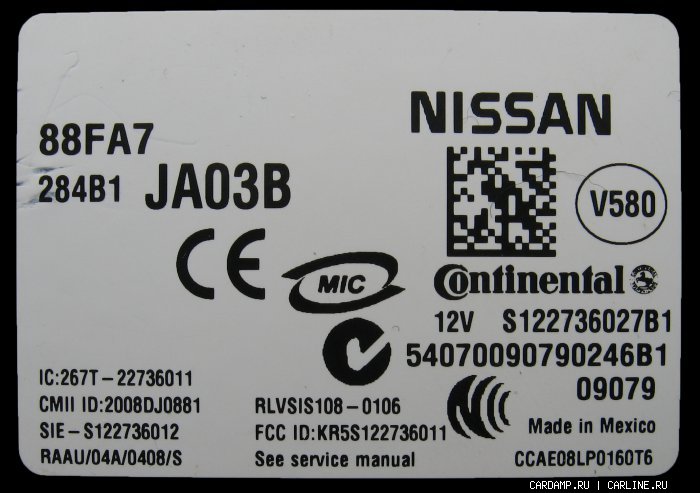 NISSAN
88FA7
284B1 JA03B
V580
CE
MIC
Continental
12V S122736027B1
54070090790246B1
09079
IC:267T-22736011
CMII ID:2008DJ0881
SIE-S122736012
RAAU/04A/0408/S
RLVSIS108-0106
FCC ID:KR5S122736011
See service manual
Made in Mexico
CCAE08LP0160T6
CARDAMP.RU | CARLINE.RU